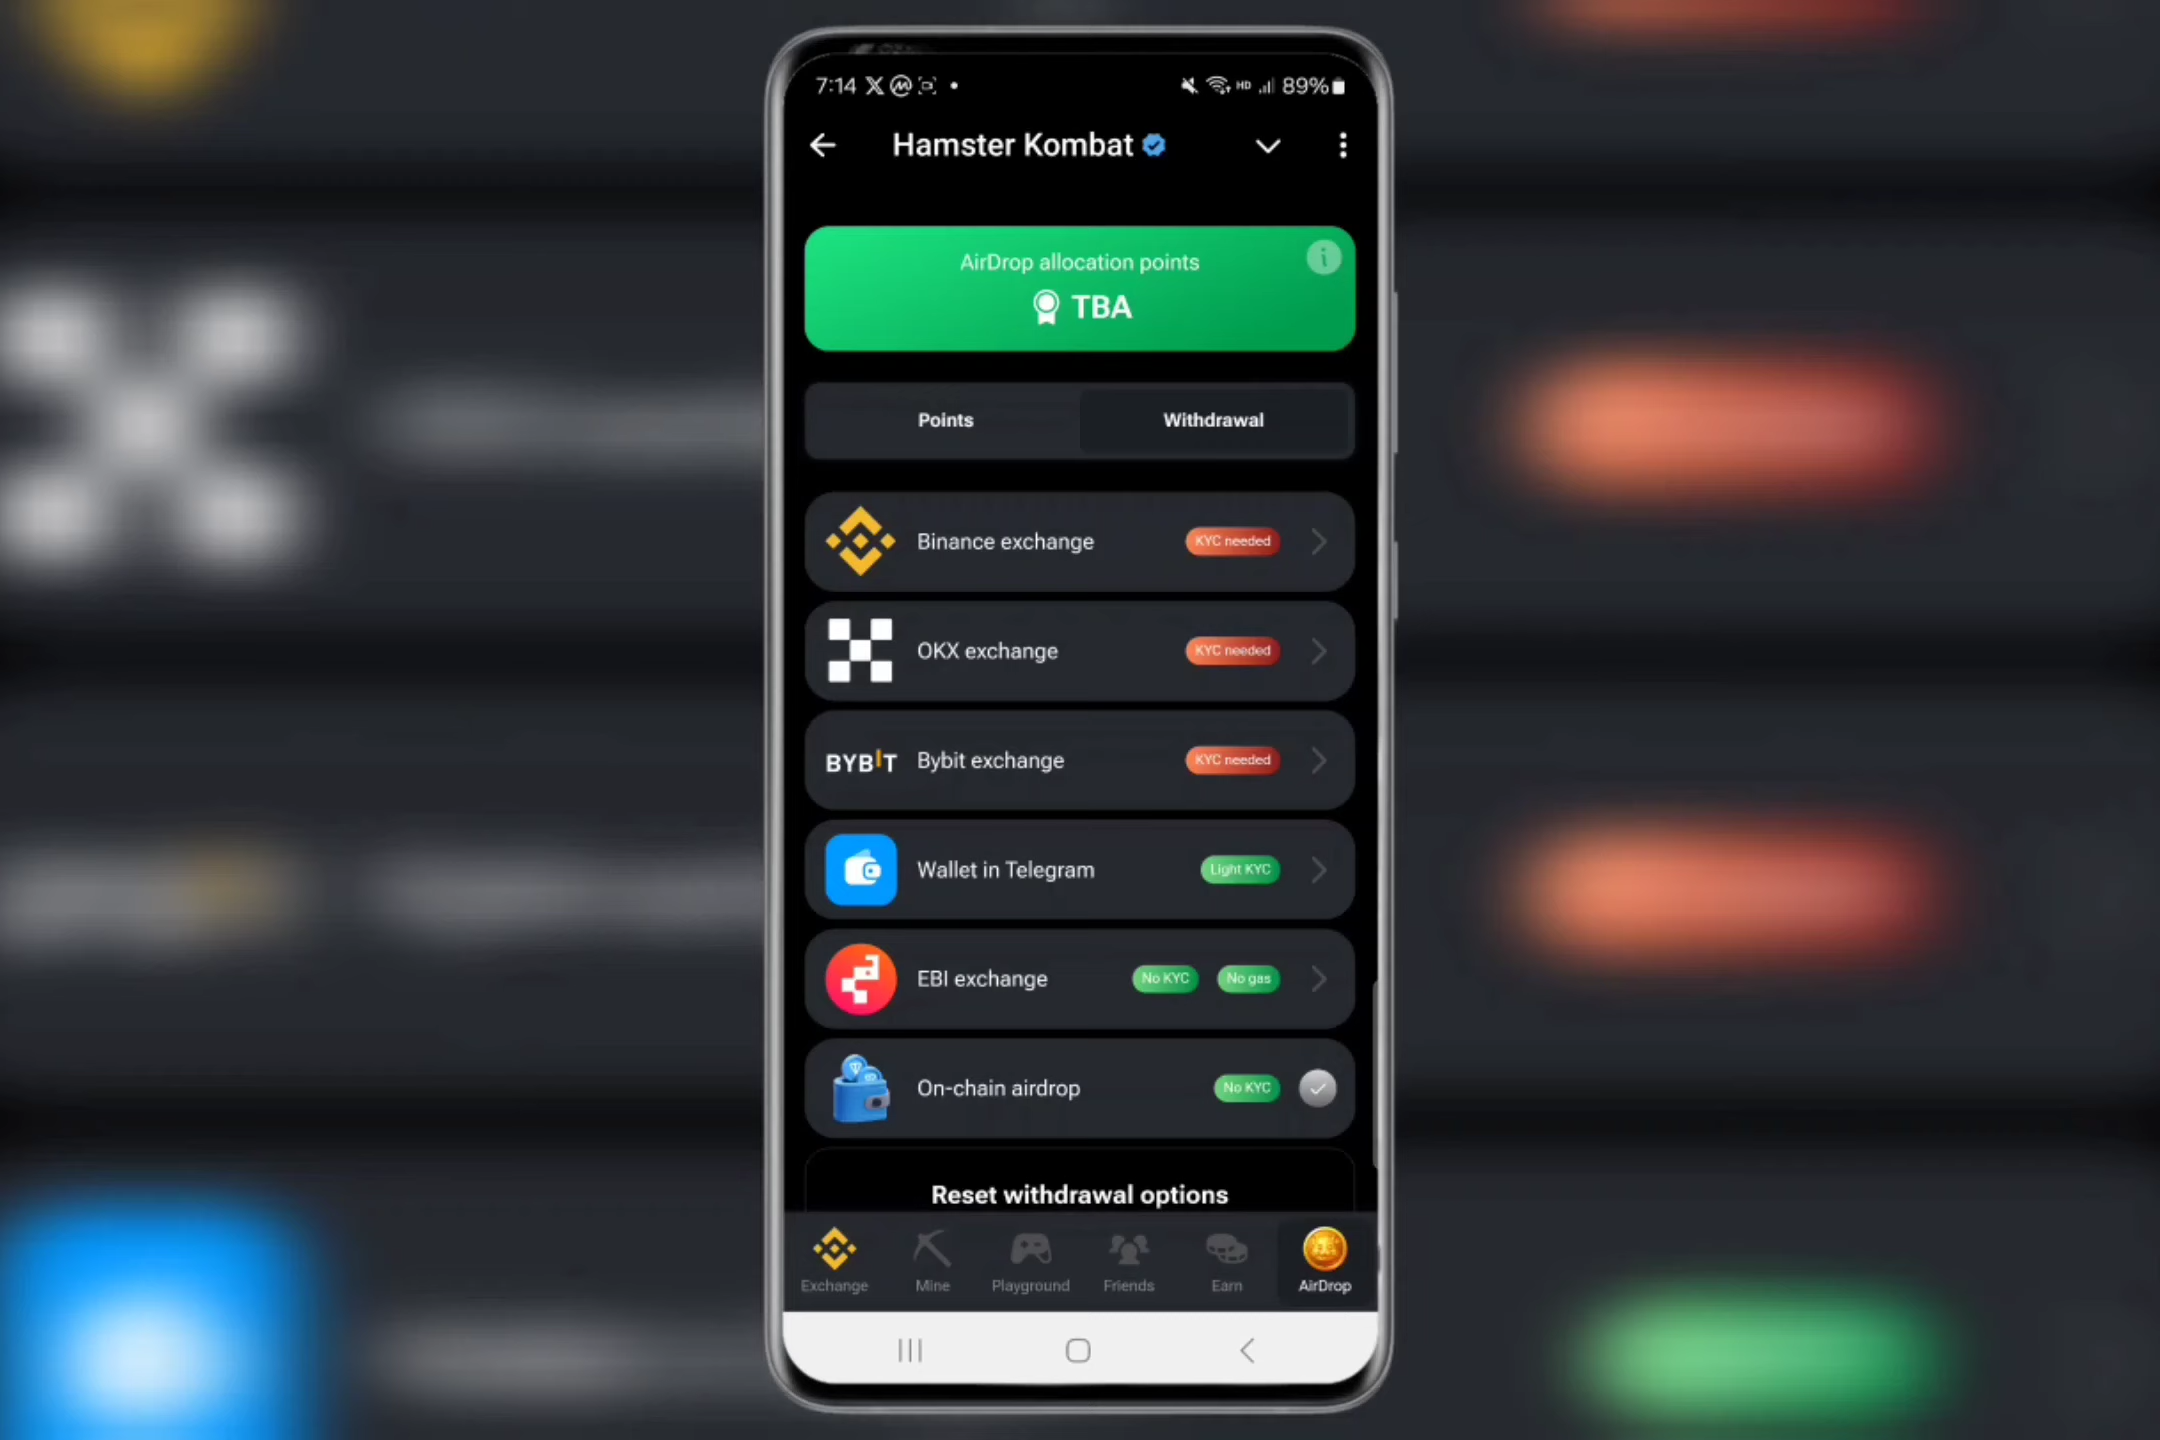 7:14
HD
89%
Hamster Kombat
AirDrop allocation points
TBA
Points
Withdrawal
Binance exchange
KYC needed
OKX exchange
KYC needed
BYBIT
Bybit exchange
KYC needed
Wallet in Telegram
Light KYC
EBI exchange
No KYC
No gas
On-chain airdrop
No KYC
Reset withdrawal options
Exchange
Mine
Playground
Friends
Earn
AirDrop